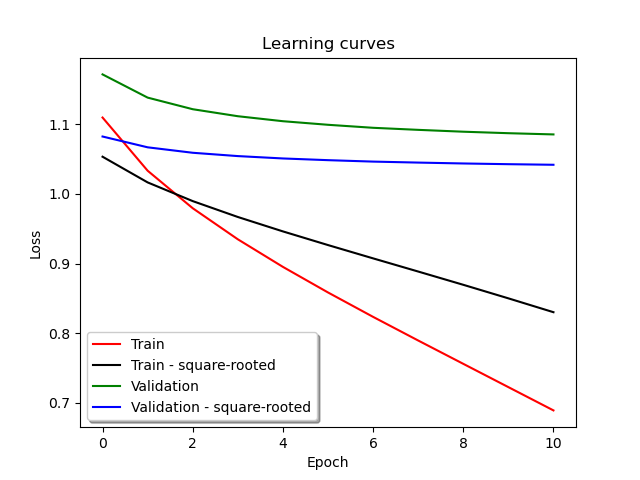 Learning curves
Loss
1.1
1.0
0.9
0.8
0.7
Train
Train - square-rooted
Validation
Validation - square-rooted
0 2 4 6 8 10
Epoch